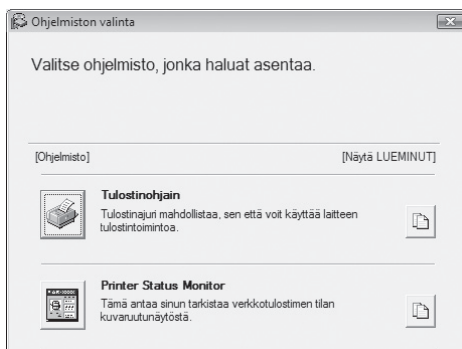 Ohjelmiston valinta
Valitse ohjelmisto, jonka haluat asentaa.
[Ohjelmisto] [Näytä LUEMINUT]
Tulostinohjain
Tulostinajuri mahdollistaa, sen että voit käyttää laitteen
tulostintoimintoa.
Printer Status Monitor
Tämä antaa sinun tarkistaa verkkotulostimen tilan
kuvaruutunäytöstä.